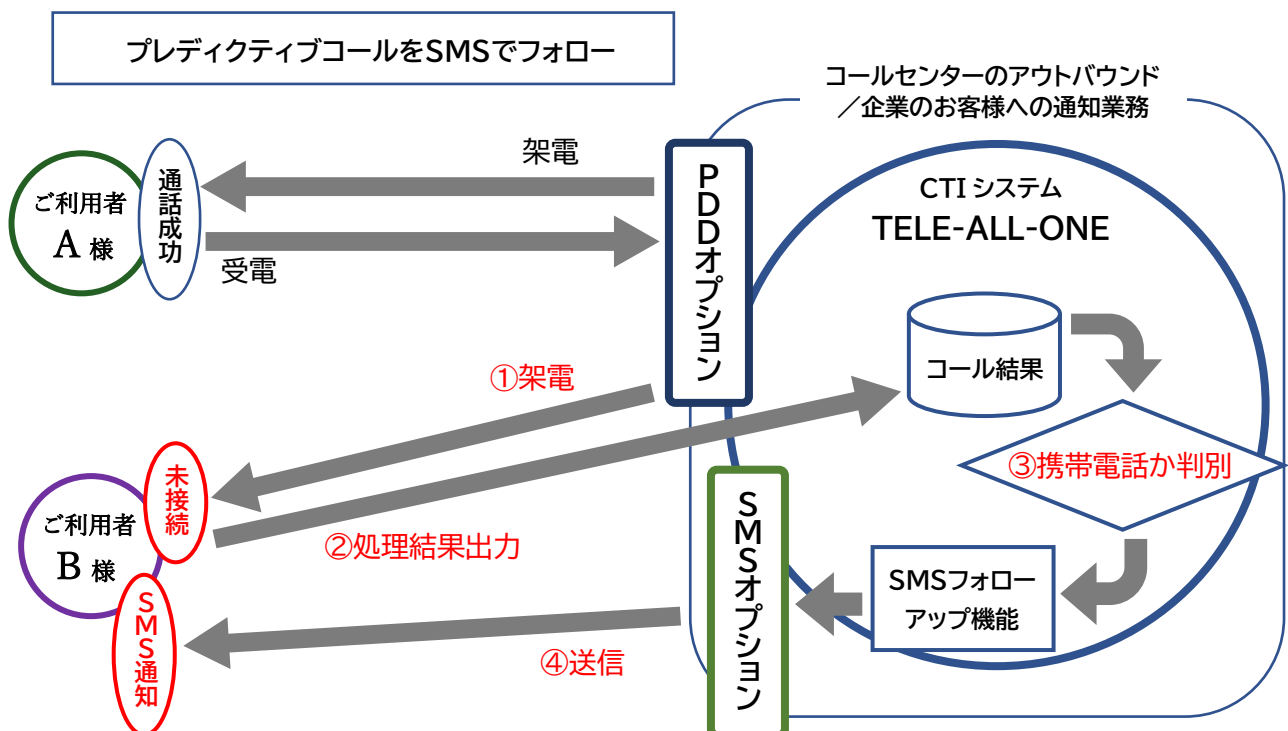 プレディクティブコールをSMSでフォロー
コールセンターのアウトバウンド
／企業のお客様への通知業務
架電
通話成功
ご利用者
A 様
受電
PDDオプション
CTI システム
TELE-ALL-ONE
コール結果
①架電
③携帯電話か判別
未接続
ご利用者
B 様
②処理結果出力
SMSオプション
SMSフォロー
アップ機能
SMS通知
④送信